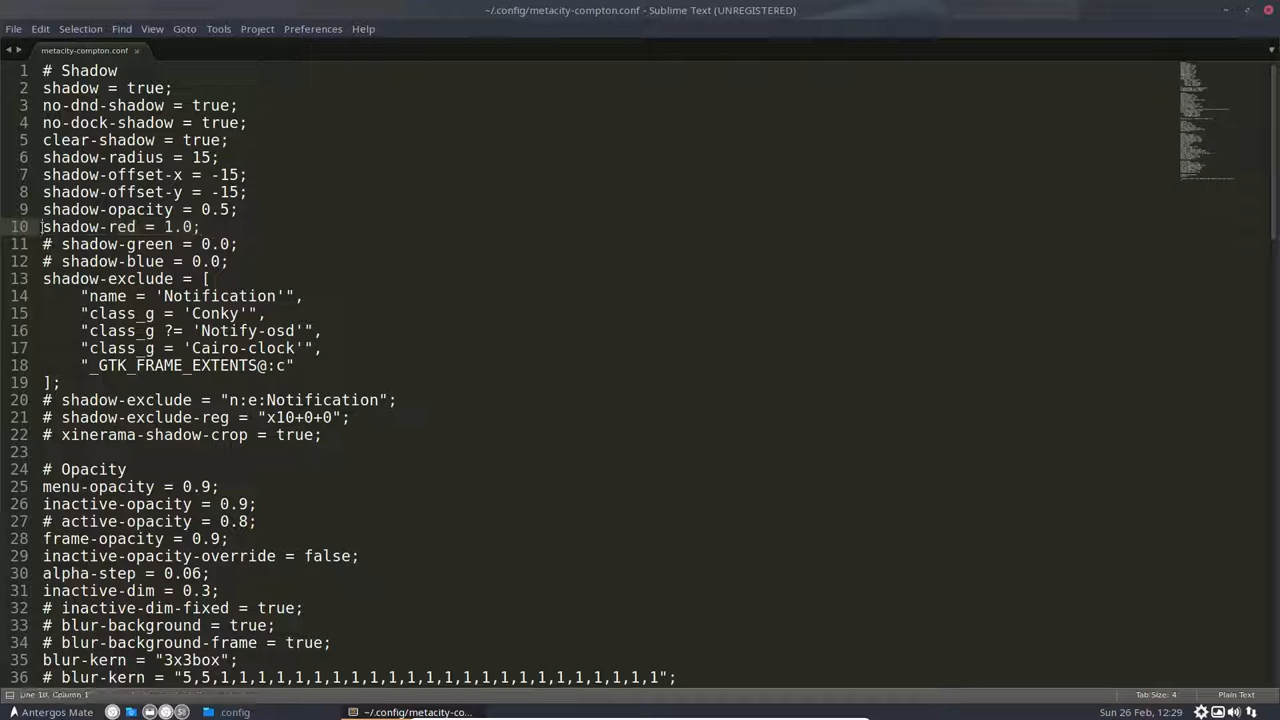 ~/.config/metacity-compton.conf - Sublime Text (UNREGISTERED)
File Edit Selection Find View Goto Tools Project Preferences Help
metacity-compton.conf ×
1 # Shadow
2 shadow = true;
3 no-dnd-shadow = true;
4 no-dock-shadow = true;
5 clear-shadow = true;
6 shadow-radius = 15;
7 shadow-offset-x = -15;
8 shadow-offset-y = -15;
9 shadow-opacity = 0.5;
10 shadow-red = 1.0;
11 # shadow-green = 0.0;
12 # shadow-blue = 0.0;
13 shadow-exclude = [
14 "name = 'Notification'",
15 "class_g = 'Conky'",
16 "class_g ?= 'Notify-osd'",
17 "class_g = 'Cairo-clock'",
18 "_GTK_FRAME_EXTENTS@:c"
19 ];
20 # shadow-exclude = "n:e:Notification";
21 # shadow-exclude-reg = "x10+0+0";
22 # xinerama-shadow-crop = true;
23
24 # Opacity
25 menu-opacity = 0.9;
26 inactive-opacity = 0.9;
27 # active-opacity = 0.8;
28 frame-opacity = 0.9;
29 inactive-opacity-override = false;
30 alpha-step = 0.06;
31 inactive-dim = 0.3;
32 # inactive-dim-fixed = true;
33 # blur-background = true;
34 # blur-background-frame = true;
35 blur-kern = "3x3box";
36 # blur-kern = "5,5,1,1,1,1,1,1,1,1,1,1,1,1,1,1,1,1,1,1,1,1,1,1,1,1";
Line 10, Column 1 Tab Size: 4 Plain Text
Antergos Mate .config ~/.config/metacity-co... Sun 26 Feb, 12:29